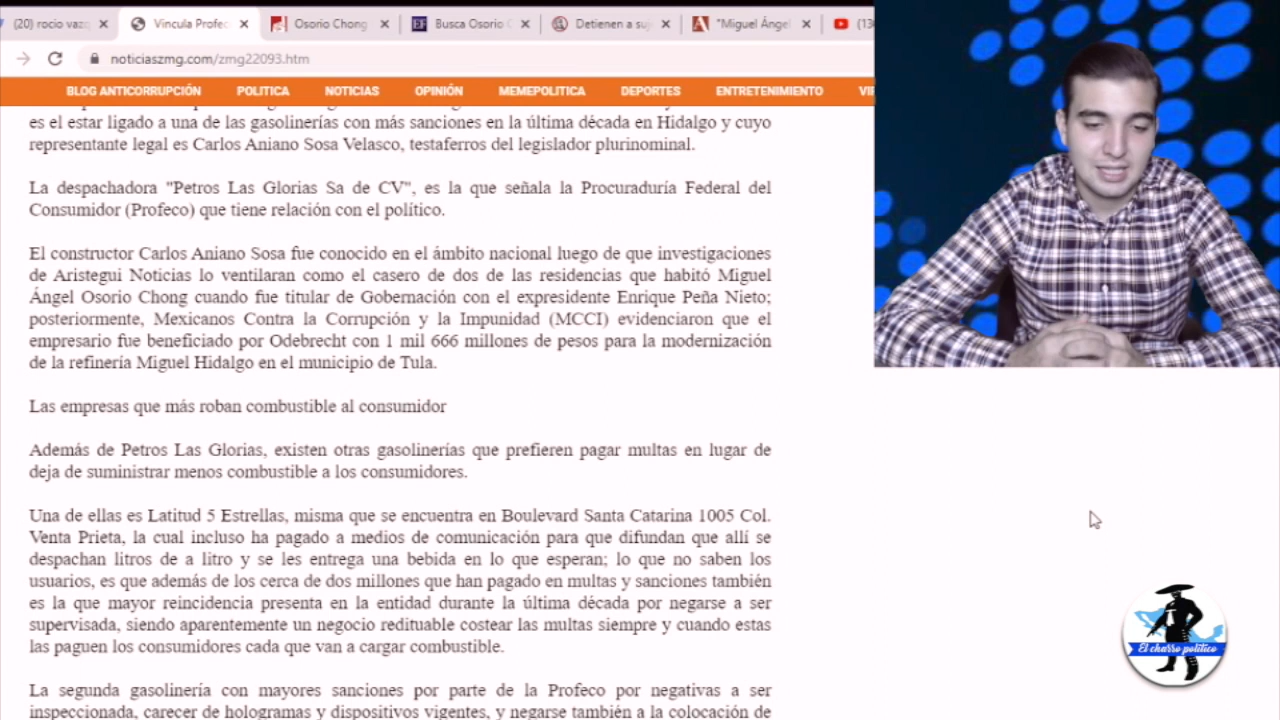 (20) rocio vazq
Vincula Profec
Osorio Chong
Busca Osorio C
Detienen a suj
"Miguel Ánge
(13
noticiaszmg.com/zmg22093.htm
BLOG ANTICORRUPCIÓN POLITICA NOTICIAS OPINIÓN MEMEPOLITICA DEPORTES ENTRETENIMIENTO VI
es el estar ligado a una de las gasolinerías con más sanciones en la última década en Hidalgo y cuyo
representante legal es Carlos Aniano Sosa Velasco, testaferros del legislador plurinominal.
La despachadora "Petros Las Glorias Sa de CV", es la que señala la Procuraduría Federal del
Consumidor (Profeco) que tiene relación con el político.
El constructor Carlos Aniano Sosa fue conocido en el ámbito nacional luego de que investigaciones
de Aristegui Noticias lo ventilaran como el casero de dos de las residencias que habitó Miguel
Ángel Osorio Chong cuando fue titular de Gobernación con el expresidente Enrique Peña Nieto;
posteriormente, Mexicanos Contra la Corrupción y la Impunidad (MCCI) evidenciaron que el
empresario fue beneficiado por Odebrecht con 1 mil 666 millones de pesos para la modernización
de la refinería Miguel Hidalgo en el municipio de Tula.
Las empresas que más roban combustible al consumidor
Además de Petros Las Glorias, existen otras gasolinerías que prefieren pagar multas en lugar de
deja de suministrar menos combustible a los consumidores.
Una de ellas es Latitud 5 Estrellas, misma que se encuentra en Boulevard Santa Catarina 1005 Col.
Venta Prieta, la cual incluso ha pagado a medios de comunicación para que difundan que allí se
despachan litros de a litro y se les entrega una bebida en lo que esperan; lo que no saben los
usuarios, es que además de los cerca de dos millones que han pagado en multas y sanciones también
es la que mayor reincidencia presenta en la entidad durante la última década por negarse a ser
supervisada, siendo aparentemente un negocio redituable costear las multas siempre y cuando estas
las paguen los consumidores cada que van a cargar combustible.
La segunda gasolinería con mayores sanciones por parte de la Profeco por negativas a ser
inspeccionada, carecer de hologramas y dispositivos vigentes, y negarse también a la colocación de
El charro político